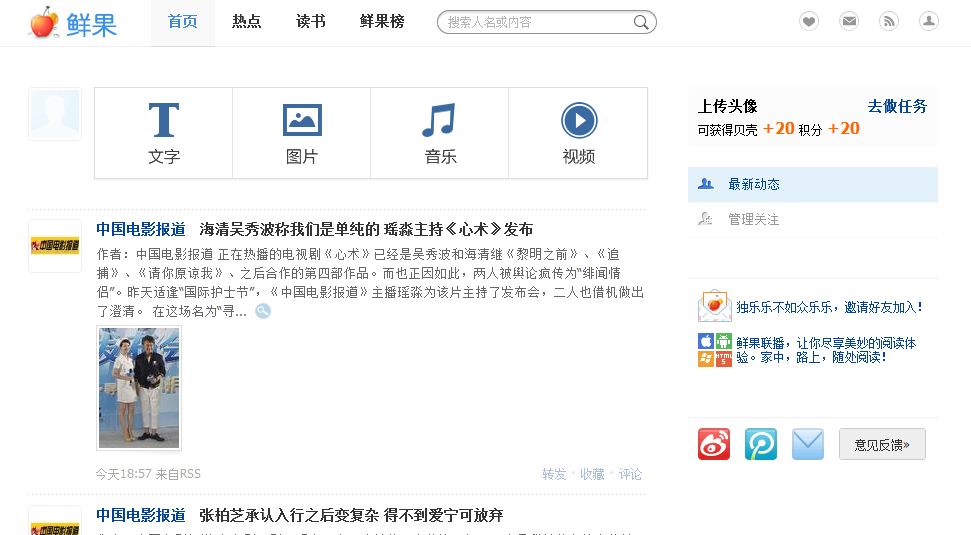 鲜果 首页 热点 读书 鲜果榜 搜索人名或内容
T
文字 图片 音乐 视频
上传头像 去做任务
可获得贝壳 +20 积分 +20
最新动态
管理关注
中国电影报道
中国电影报道 海清吴秀波称我们是单纯的 瑶淼主持《心术》发布
作者：中国电影报道 正在热播的电视剧《心术》已经是吴秀波和海清继《黎明之前》、《追
捕》、《请你原谅我》、之后合作的第四部作品。而也正因如此，两人被舆论疯传为“绯闻情
侣”。昨天适逢“国际护士节”，《中国电影报道》主播瑶淼为该片主持了发布会，二人也借机做出
了澄清。 在这场名为“寻...
今天18:57 来自RSS 转发 · 收藏 · 评论
独乐乐不如众乐乐，邀请好友加入！
HTML
5
鲜果联播，让你尽享美妙的阅读体
验。家中，路上，随处阅读！
意见反馈»
中国电影报道
中国电影报道 张柏芝承认入行之后变复杂 得不到爱宁可放弃